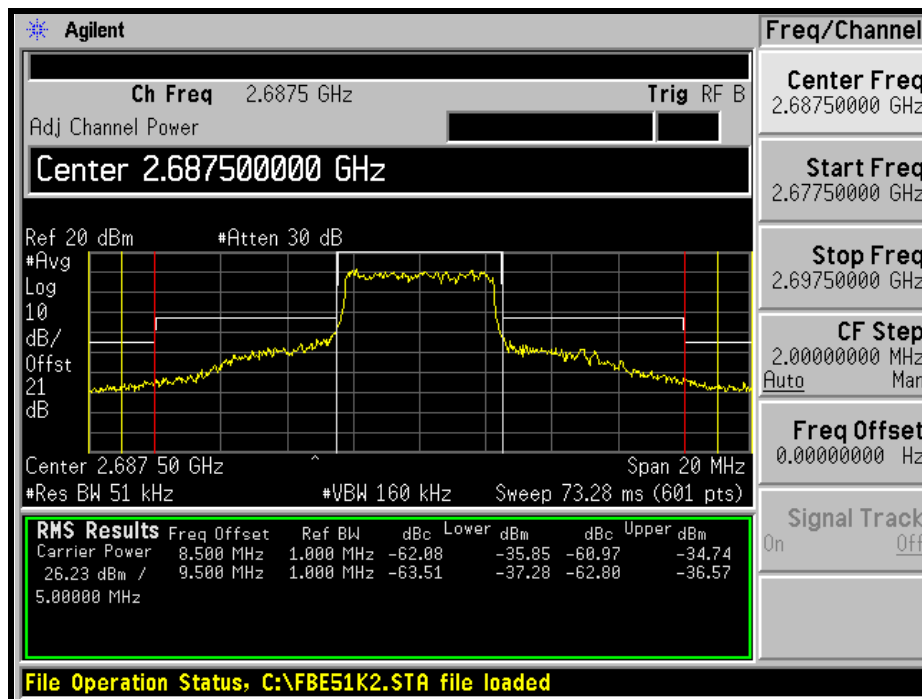 Agilent
Freq/Channel
Ch Freq 2.6875 GHz Trig RF B
Adj Channel Power
Center 2.687500000 GHz
Ref 20 dBm #Atten 30 dB
#Avg
Log
10
dB/
Offst
21
dB
Center 2.687 50 GHz ^ Span 20 MHz
#Res BW 51 kHz #VBW 160 kHz Sweep 73.28 ms (601 pts)
RMS Results Freq Offset Ref BW dBc Lower dBm dBc Upper dBm
Carrier Power 8.500 MHz 1.000 MHz -62.08 -35.85 -60.97 -34.74
26.23 dBm / 9.500 MHz 1.000 MHz -63.51 -37.28 -62.80 -36.57
5.00000 MHz
File Operation Status, C:\FBE51K2.STA file loaded
Center Freq
2.68750000 GHz
Start Freq
2.67750000 GHz
Stop Freq
2.69750000 GHz
CF Step
2.00000000 MHz
Auto Man
Freq Offset
0.00000000 Hz
Signal Track
On Off